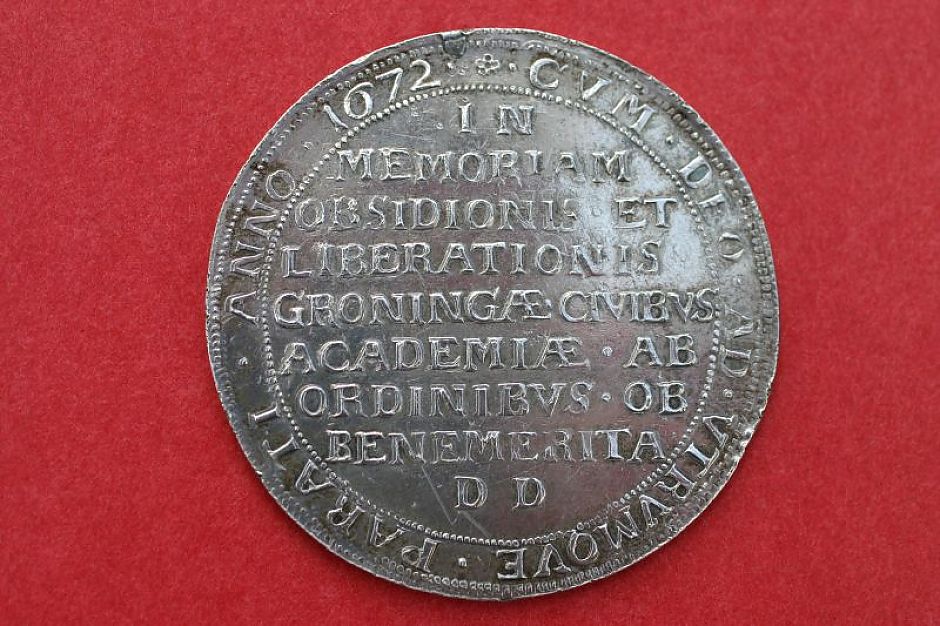 CVM · DEO · AD · VTRVMQVE · PARATI · ANNO · 1672 ·
IN
MEMORIAM
OBSIDIONIS · ET
LIBERATIONIS
GRONINGÆ · CIVIBVS
ACADEMIÆ · AB
ORDINIBVS · OB
BENEMERITA
D D